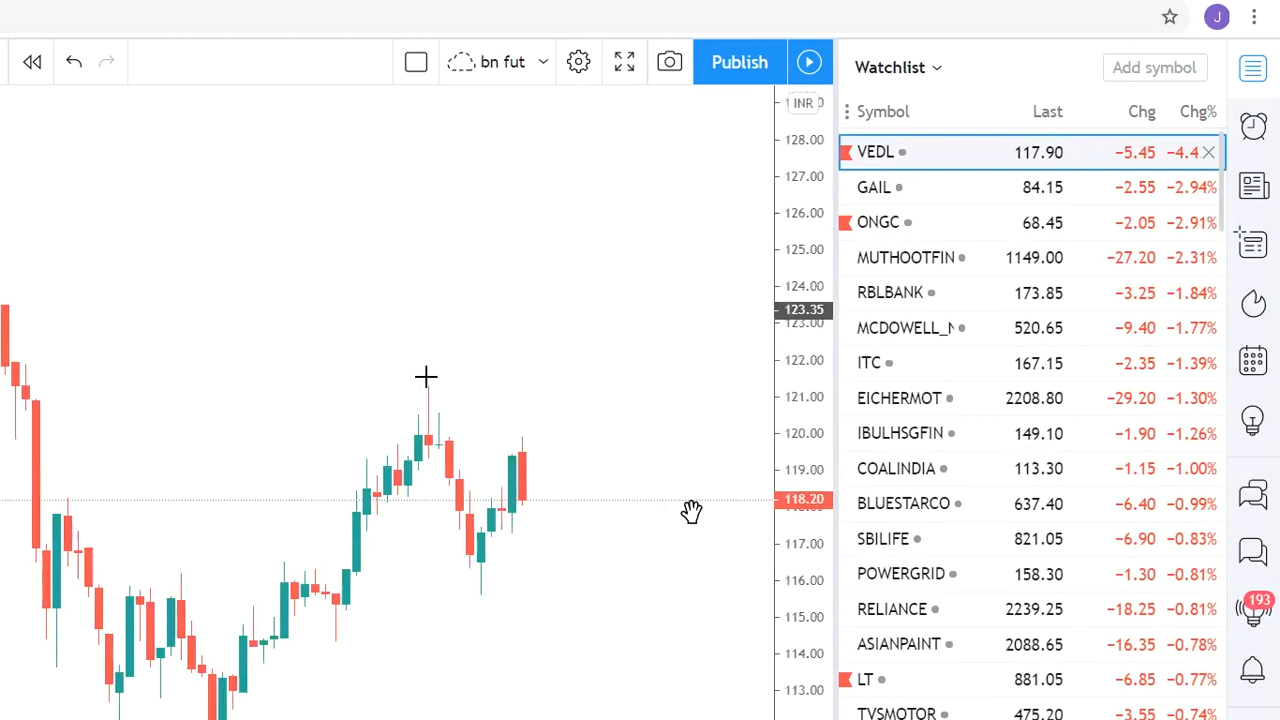 J
bn fut
Publish
Watchlist
Add symbol
INR
Symbol Last Chg Chg%
128.00
127.00
126.00
125.00
124.00
123.35
123.00
122.00
121.00
120.00
119.00
118.20
117.00
116.00
115.00
114.00
113.00
VEDL 117.90 −5.45 −4.4
GAIL 84.15 −2.55 −2.94%
ONGC 68.45 −2.05 −2.91%
MUTHOOTFIN 1149.00 −27.20 −2.31%
RBLBANK 173.85 −3.25 −1.84%
MCDOWELL_N 520.65 −9.40 −1.77%
ITC 167.15 −2.35 −1.39%
EICHERMOT 2208.80 −29.20 −1.30%
IBULHSGFIN 149.10 −1.90 −1.26%
COALINDIA 113.30 −1.15 −1.00%
BLUESTARCO 637.40 −6.40 −0.99%
SBILIFE 821.05 −6.90 −0.83%
POWERGRID 158.30 −1.30 −0.81%
RELIANCE 2239.25 −18.25 −0.81%
ASIANPAINT 2088.65 −16.35 −0.78%
LT 881.05 −6.85 −0.77%
TVSMOTOR 475.20 −3.55 −0.74%
193